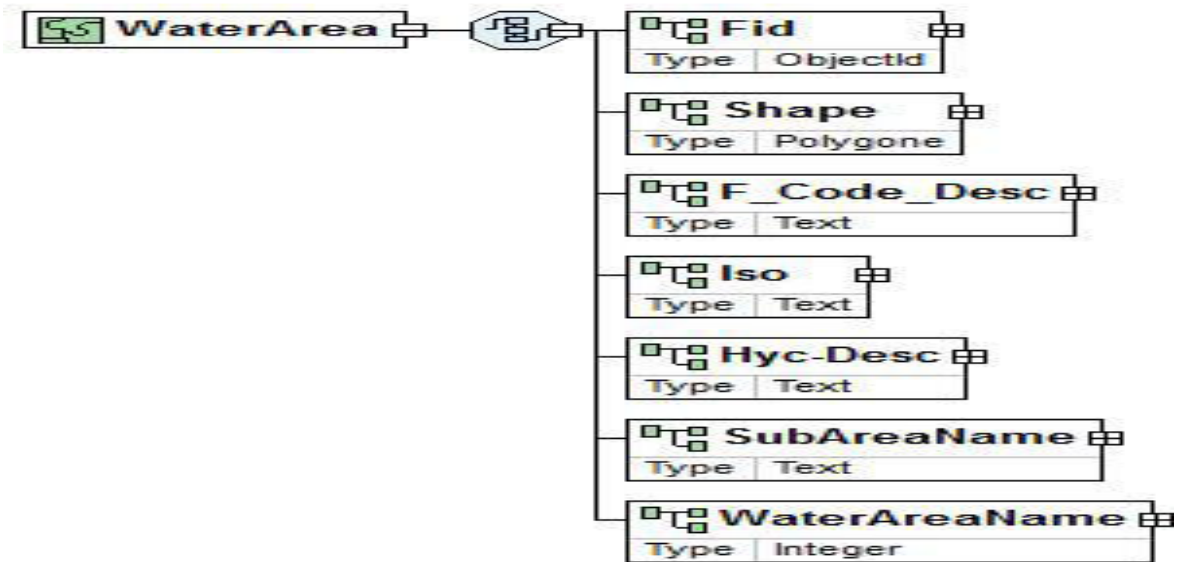 WaterArea
Fid
Type ObjectId
Shape
Type Polygone
F_Code_Desc
Type Text
Iso
Type Text
Hyc-Desc
Type Text
SubAreaName
Type Text
WaterAreaName
Type Integer